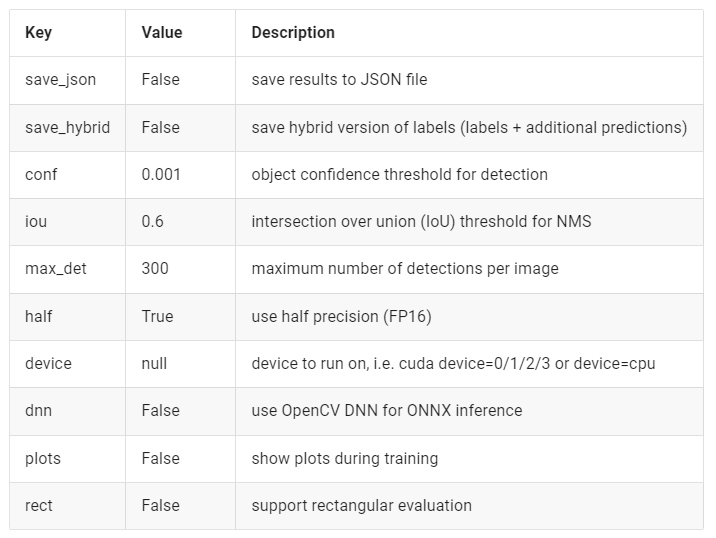 Key Value Description
save_json False save results to JSON file
save_hybrid False save hybrid version of labels (labels + additional predictions)
conf 0.001 object confidence threshold for detection
iou 0.6 intersection over union (IoU) threshold for NMS
max_det 300 maximum number of detections per image
half True use half precision (FP16)
device null device to run on, i.e. cuda device=0/1/2/3 or device=cpu
dnn False use OpenCV DNN for ONNX inference
plots False show plots during training
rect False support rectangular evaluation